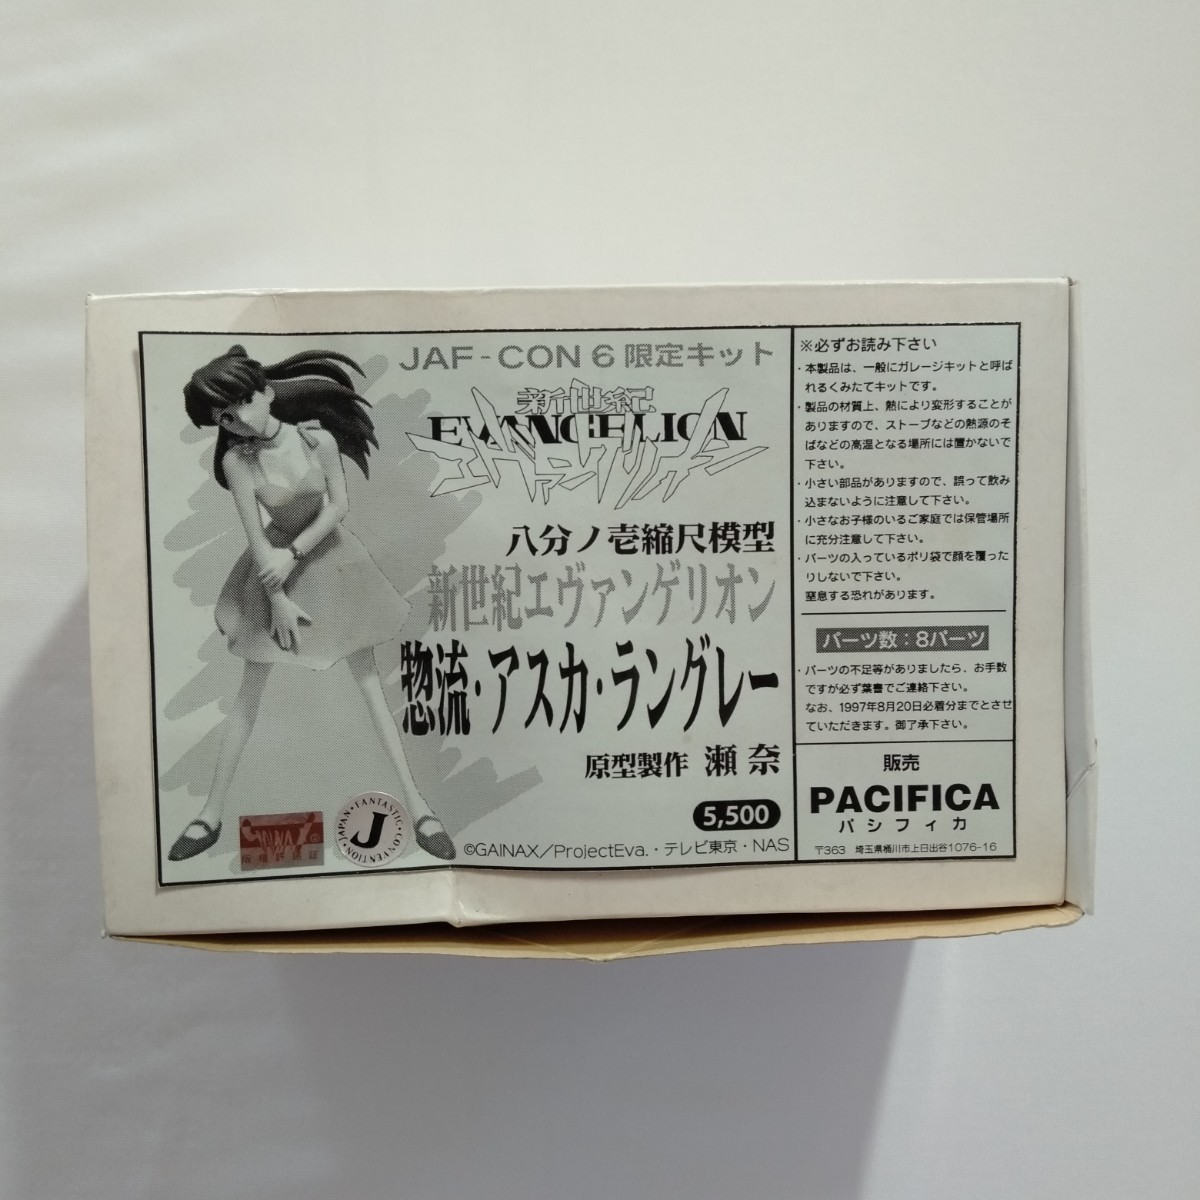 JAF-CON 6 限定キット
新世紀
EVANGELION
エヴァンゲリオン
八分ノ壱縮尺模型
新世紀エヴァンゲリオン
惣流・アスカ・ラングレー
原型製作 瀬奈
5,500
©GAINAX／ProjectEva.・テレビ東京・NAS
GAINAX
版権許諾証
JAPAN・FANTASTIC・CONVENTION・
J
※必ずお読み下さい
・本製品は、一般にガレージキットと呼ば
れるくみたてキットです。
・製品の材質上、熱により変形することが
ありますので、ストーブなどの熱源のそ
ばなどの高温となる場所には置かないで
下さい。
・小さい部品がありますので、誤って飲み
込まないように注意して下さい。
・小さなお子様のいるご家庭では保管場所
に充分注意して下さい。
・パーツの入っているポリ袋で顔を覆った
りしないで下さい。
窒息する恐れがあります。
パーツ数：8パーツ
・パーツの不足等がありましたら、お手数
ですが必ず葉書でご連絡下さい。
なお、1997年8月20日必着分までとさせ
ていただきます。御了承下さい。
販売
PACIFICA
パシフィカ
〒363 埼玉県桶川市上日出谷1076-16